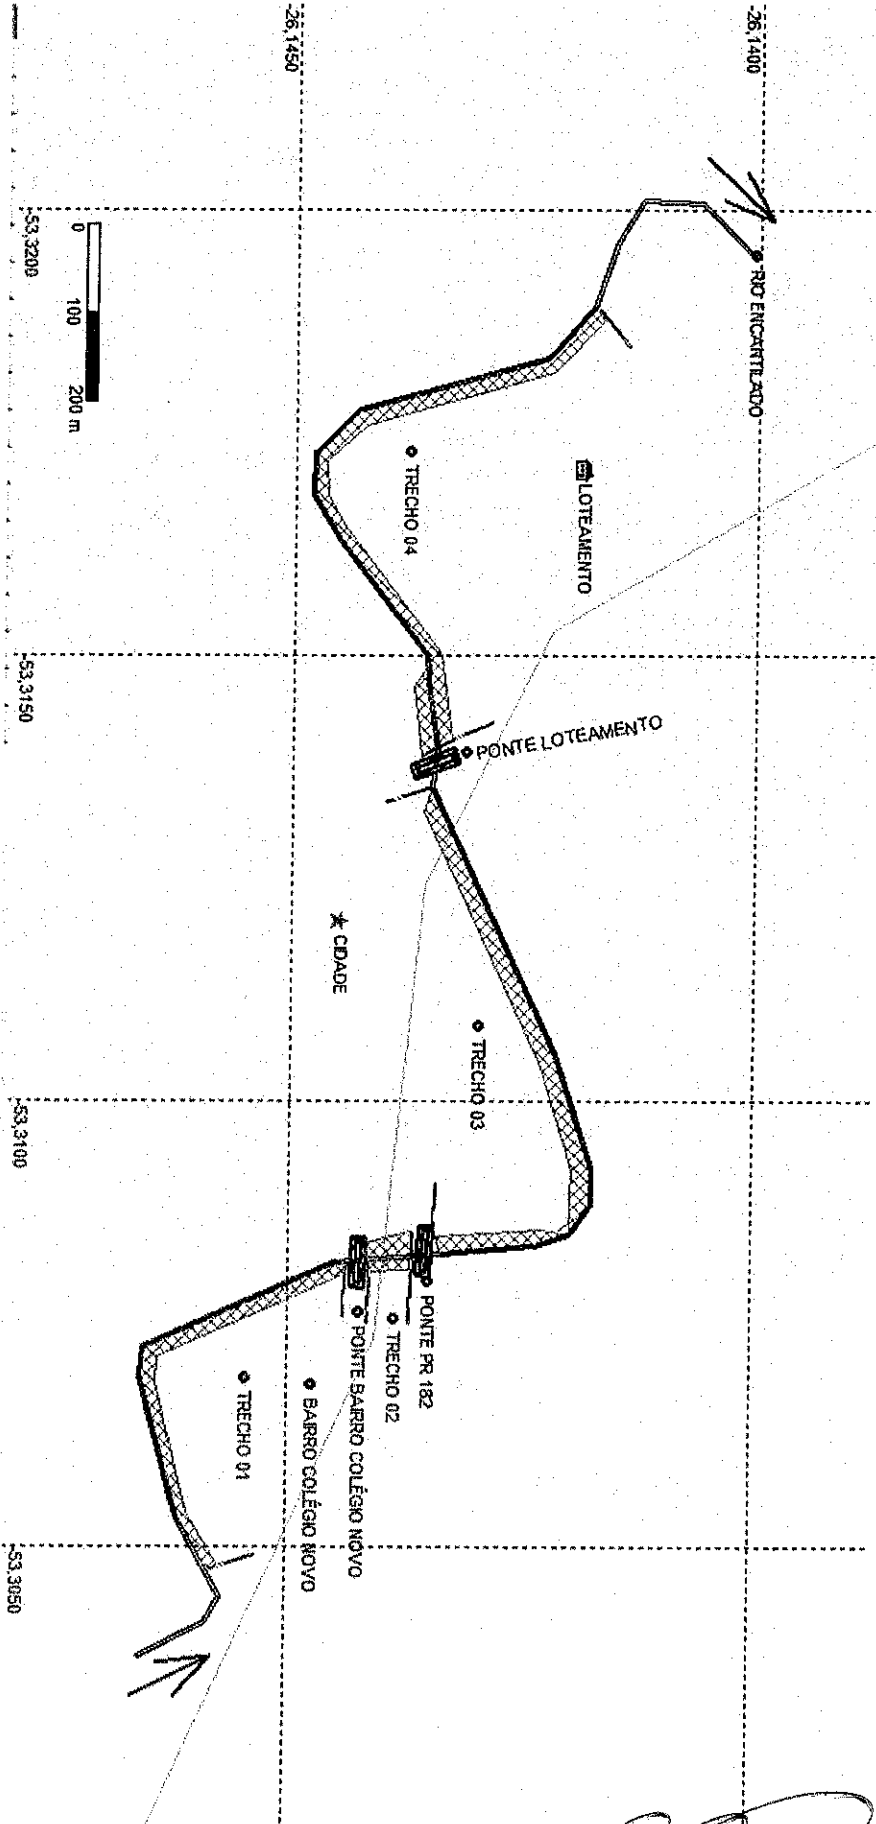 -26,1400
-26,1450
RIO ENCANTILADO
-53,3200
0
100
200 m
TRECHO 04
LOTEAMENTO
-53,3150
PONTE LOTEAMENTO
CIDADE
TRECHO 03
-53,3100
PONTE PR 182
TRECHO 02
PONTE BAIRRO COLÉGIO NOVO
BAIRRO COLÉGIO NOVO
TRECHO 01
-53,3050